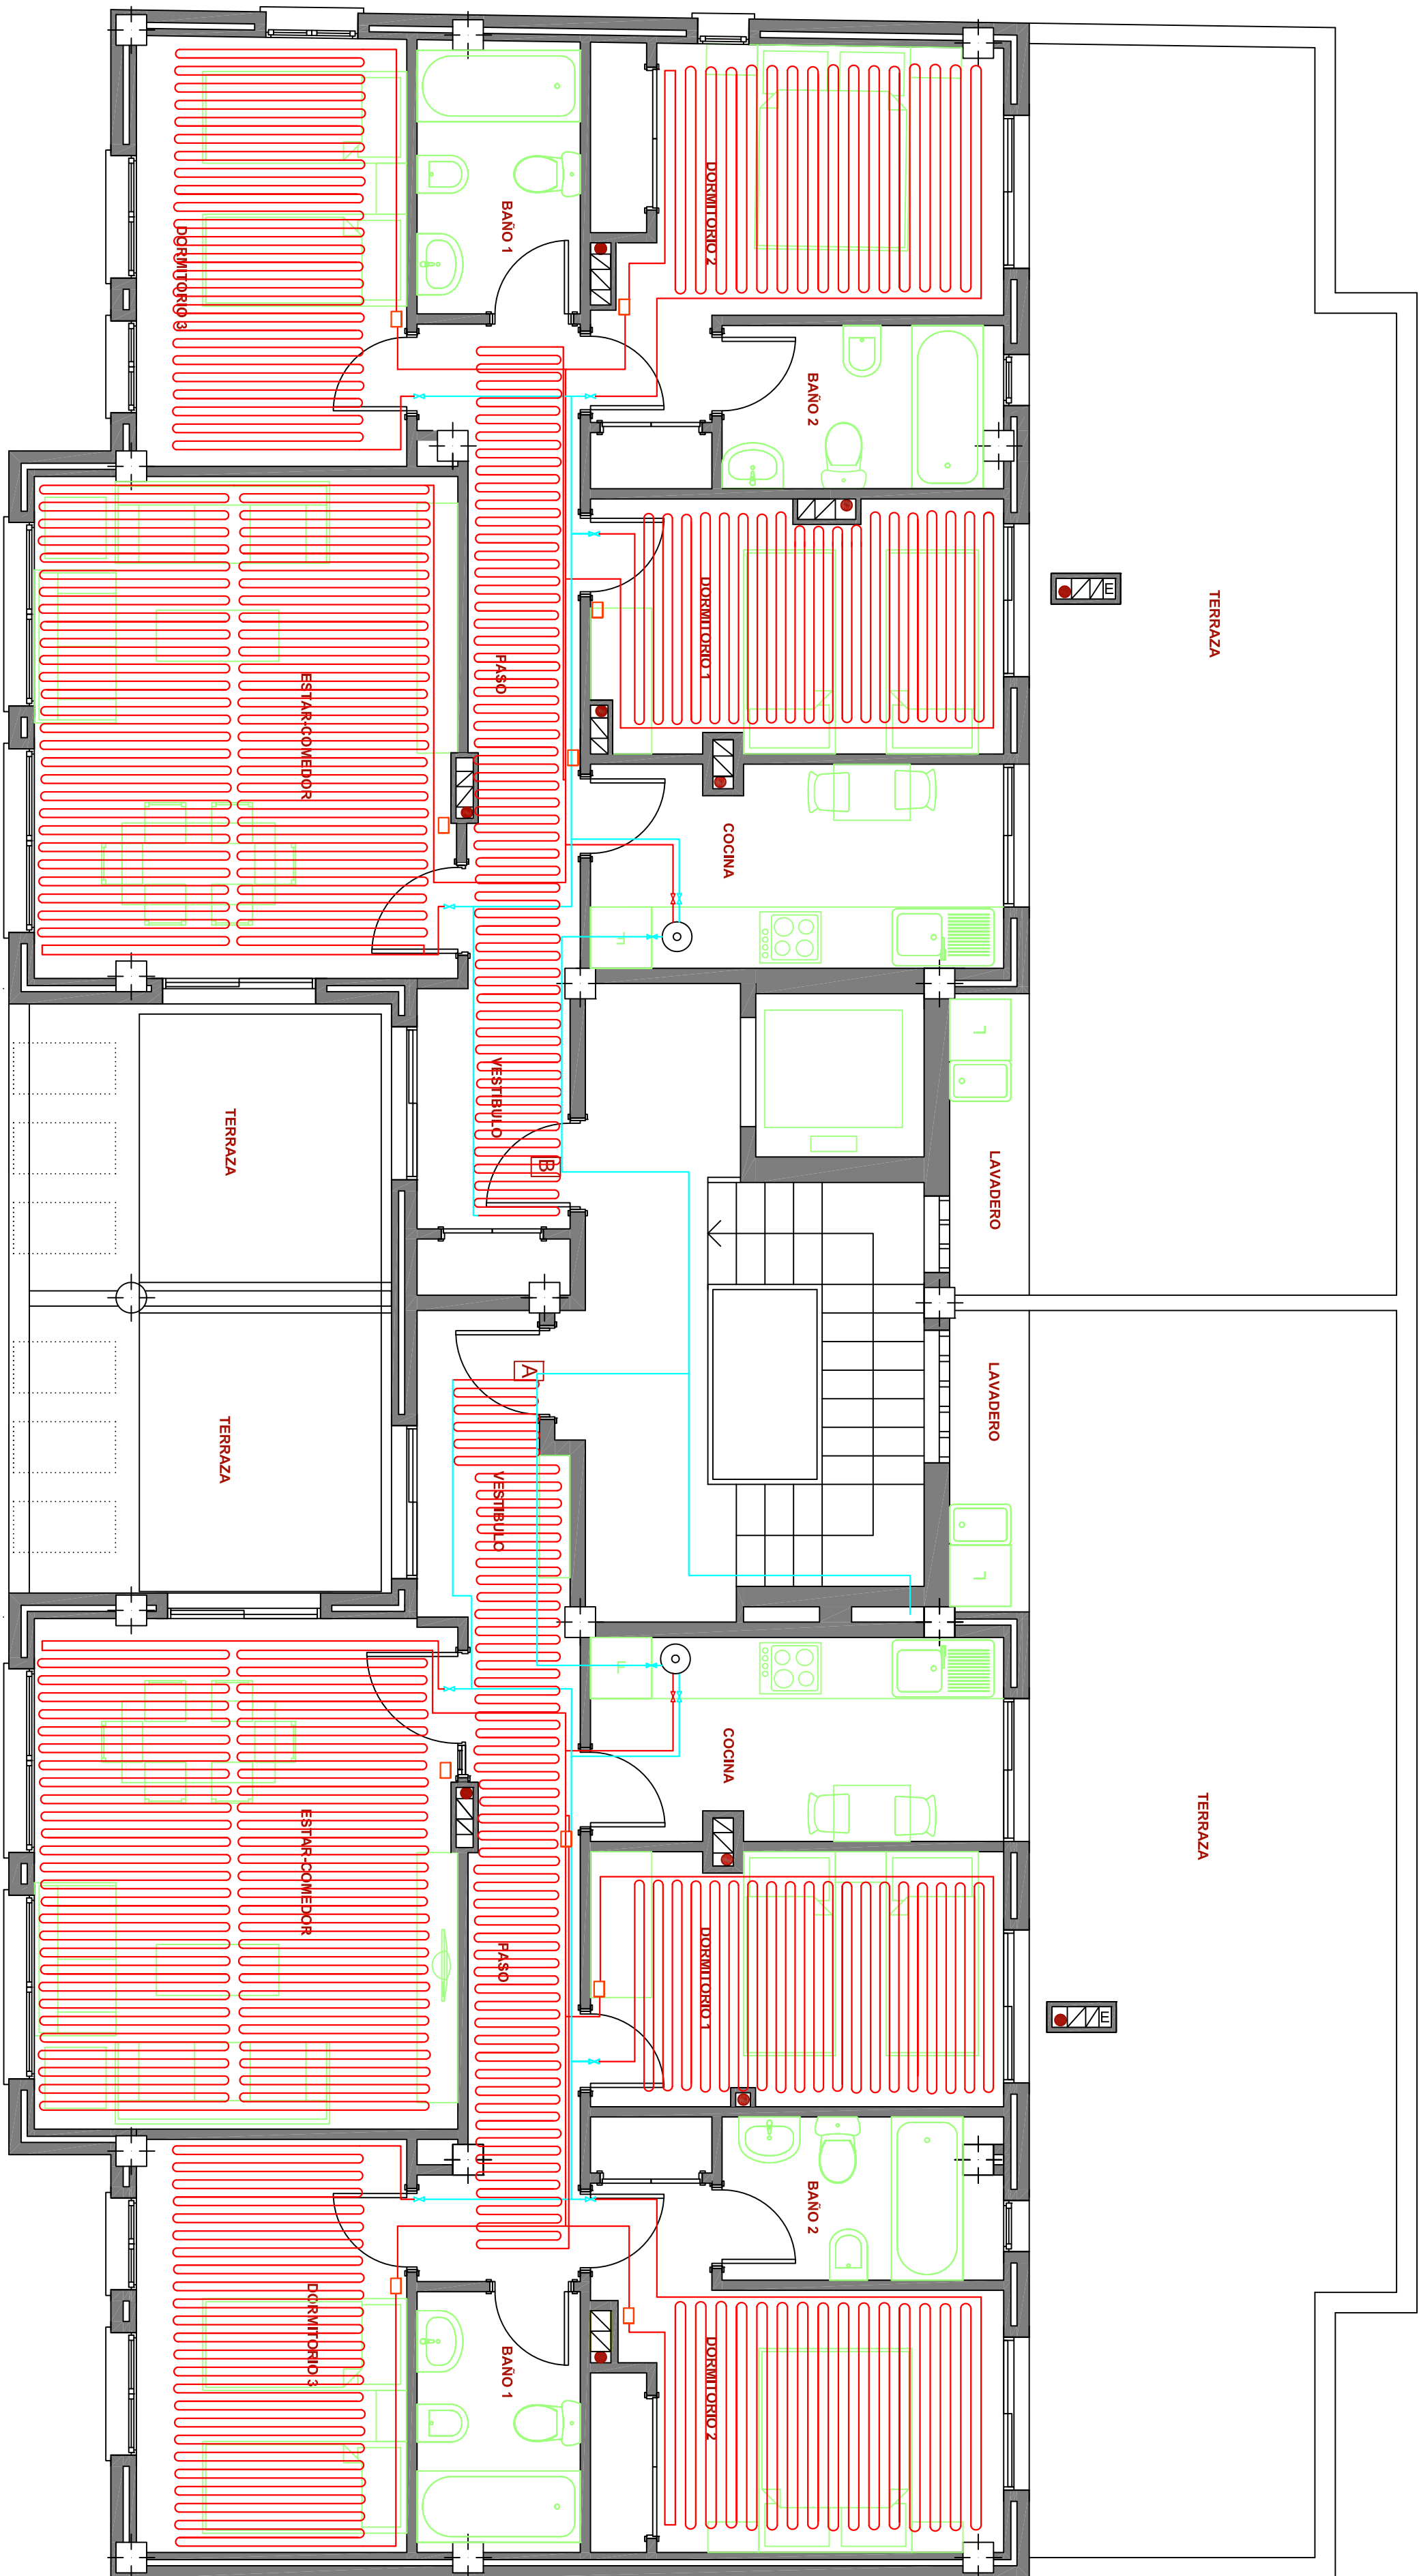 DORMITORIO 3
BAÑO 1
DORMITORIO 2
BAÑO 2
ESTAR-COMEDOR
PASO
DORMITORIO 1
E
TERRAZA
COCINA
F
L
TERRAZA
VESTIBULO
B
LAVADERO
TERRAZA
A
VESTIBULO
LAVADERO
L
F
COCINA
TERRAZA
ESTAR-COMEDOR
PASO
DORMITORIO 1
E
BAÑO 2
DORMITORIO 3
BAÑO 1
DORMITORIO 2